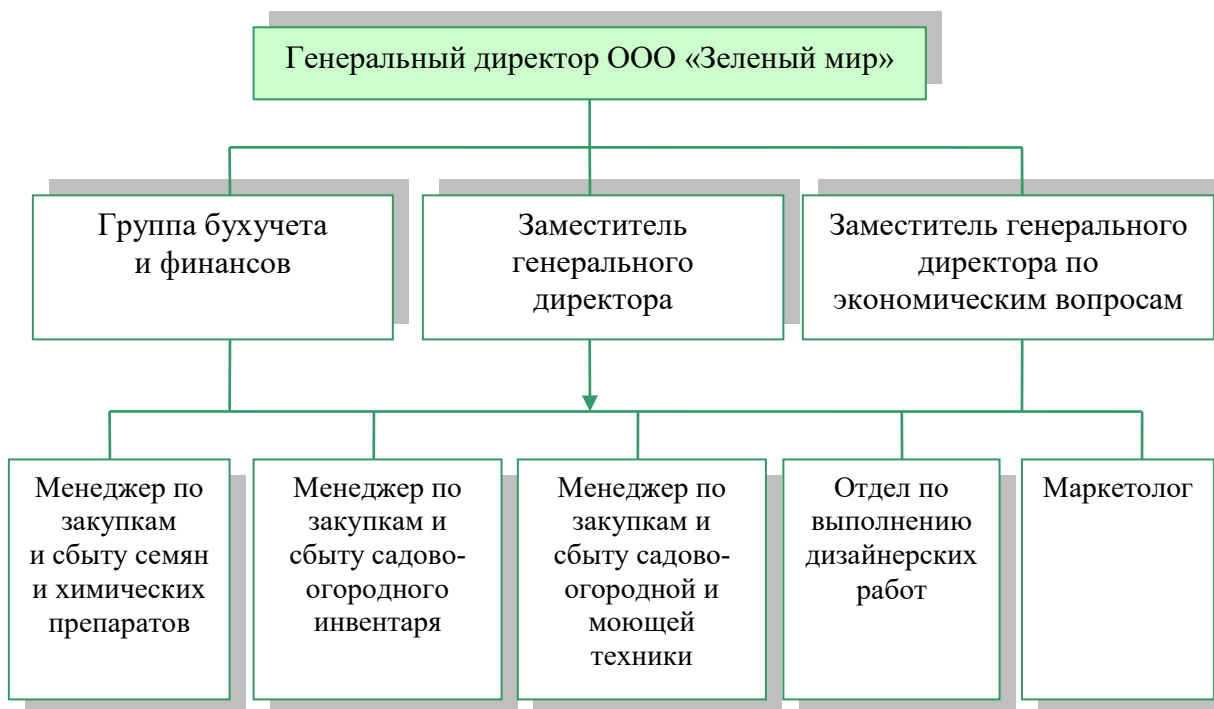 Генеральный директор ООО «Зеленый мир»
Группа бухучета
и финансов
Заместитель
генерального
директора
Заместитель генерального
директора по
экономическим вопросам
Менеджер по
закупкам
и сбыту семян
и химических
препаратов
Менеджер по
закупкам и
сбыту садово-
огородного
инвентаря
Менеджер по
закупкам и
сбыту садово-
огородной и
моющей
техники
Отдел по
выполнению
дизайнерских
работ
Маркетолог